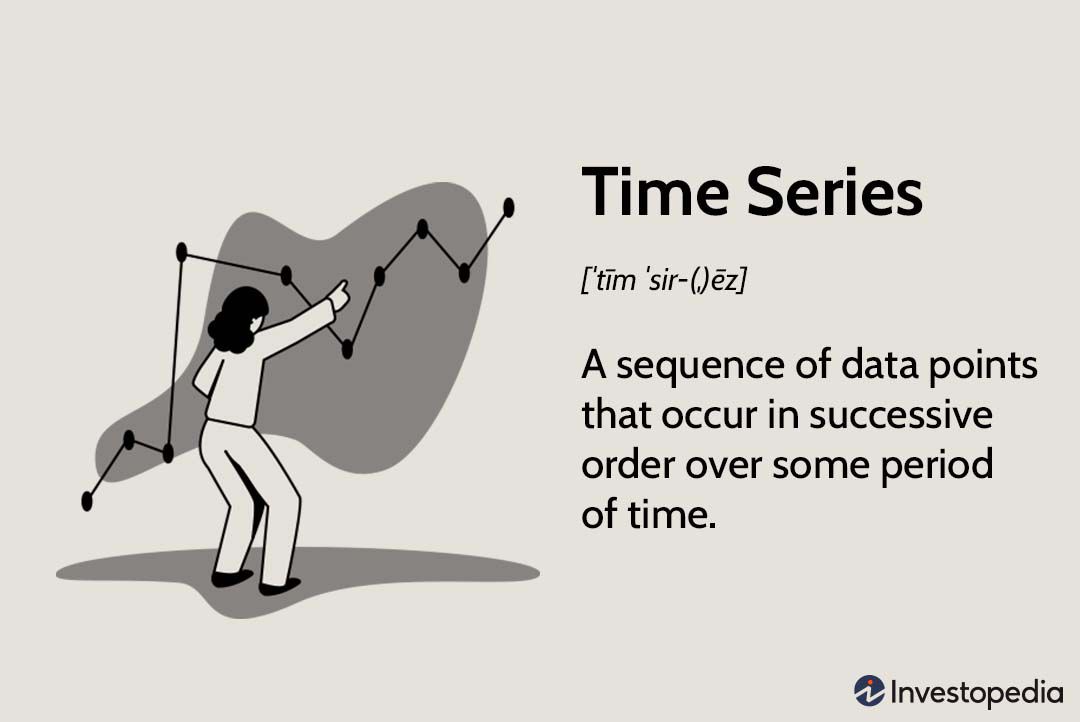 Time Series
[ˈtīm ˈsir-(ˌ)ēz]
A sequence of data points
that occur in successive
order over some period
of time.
Investopedia